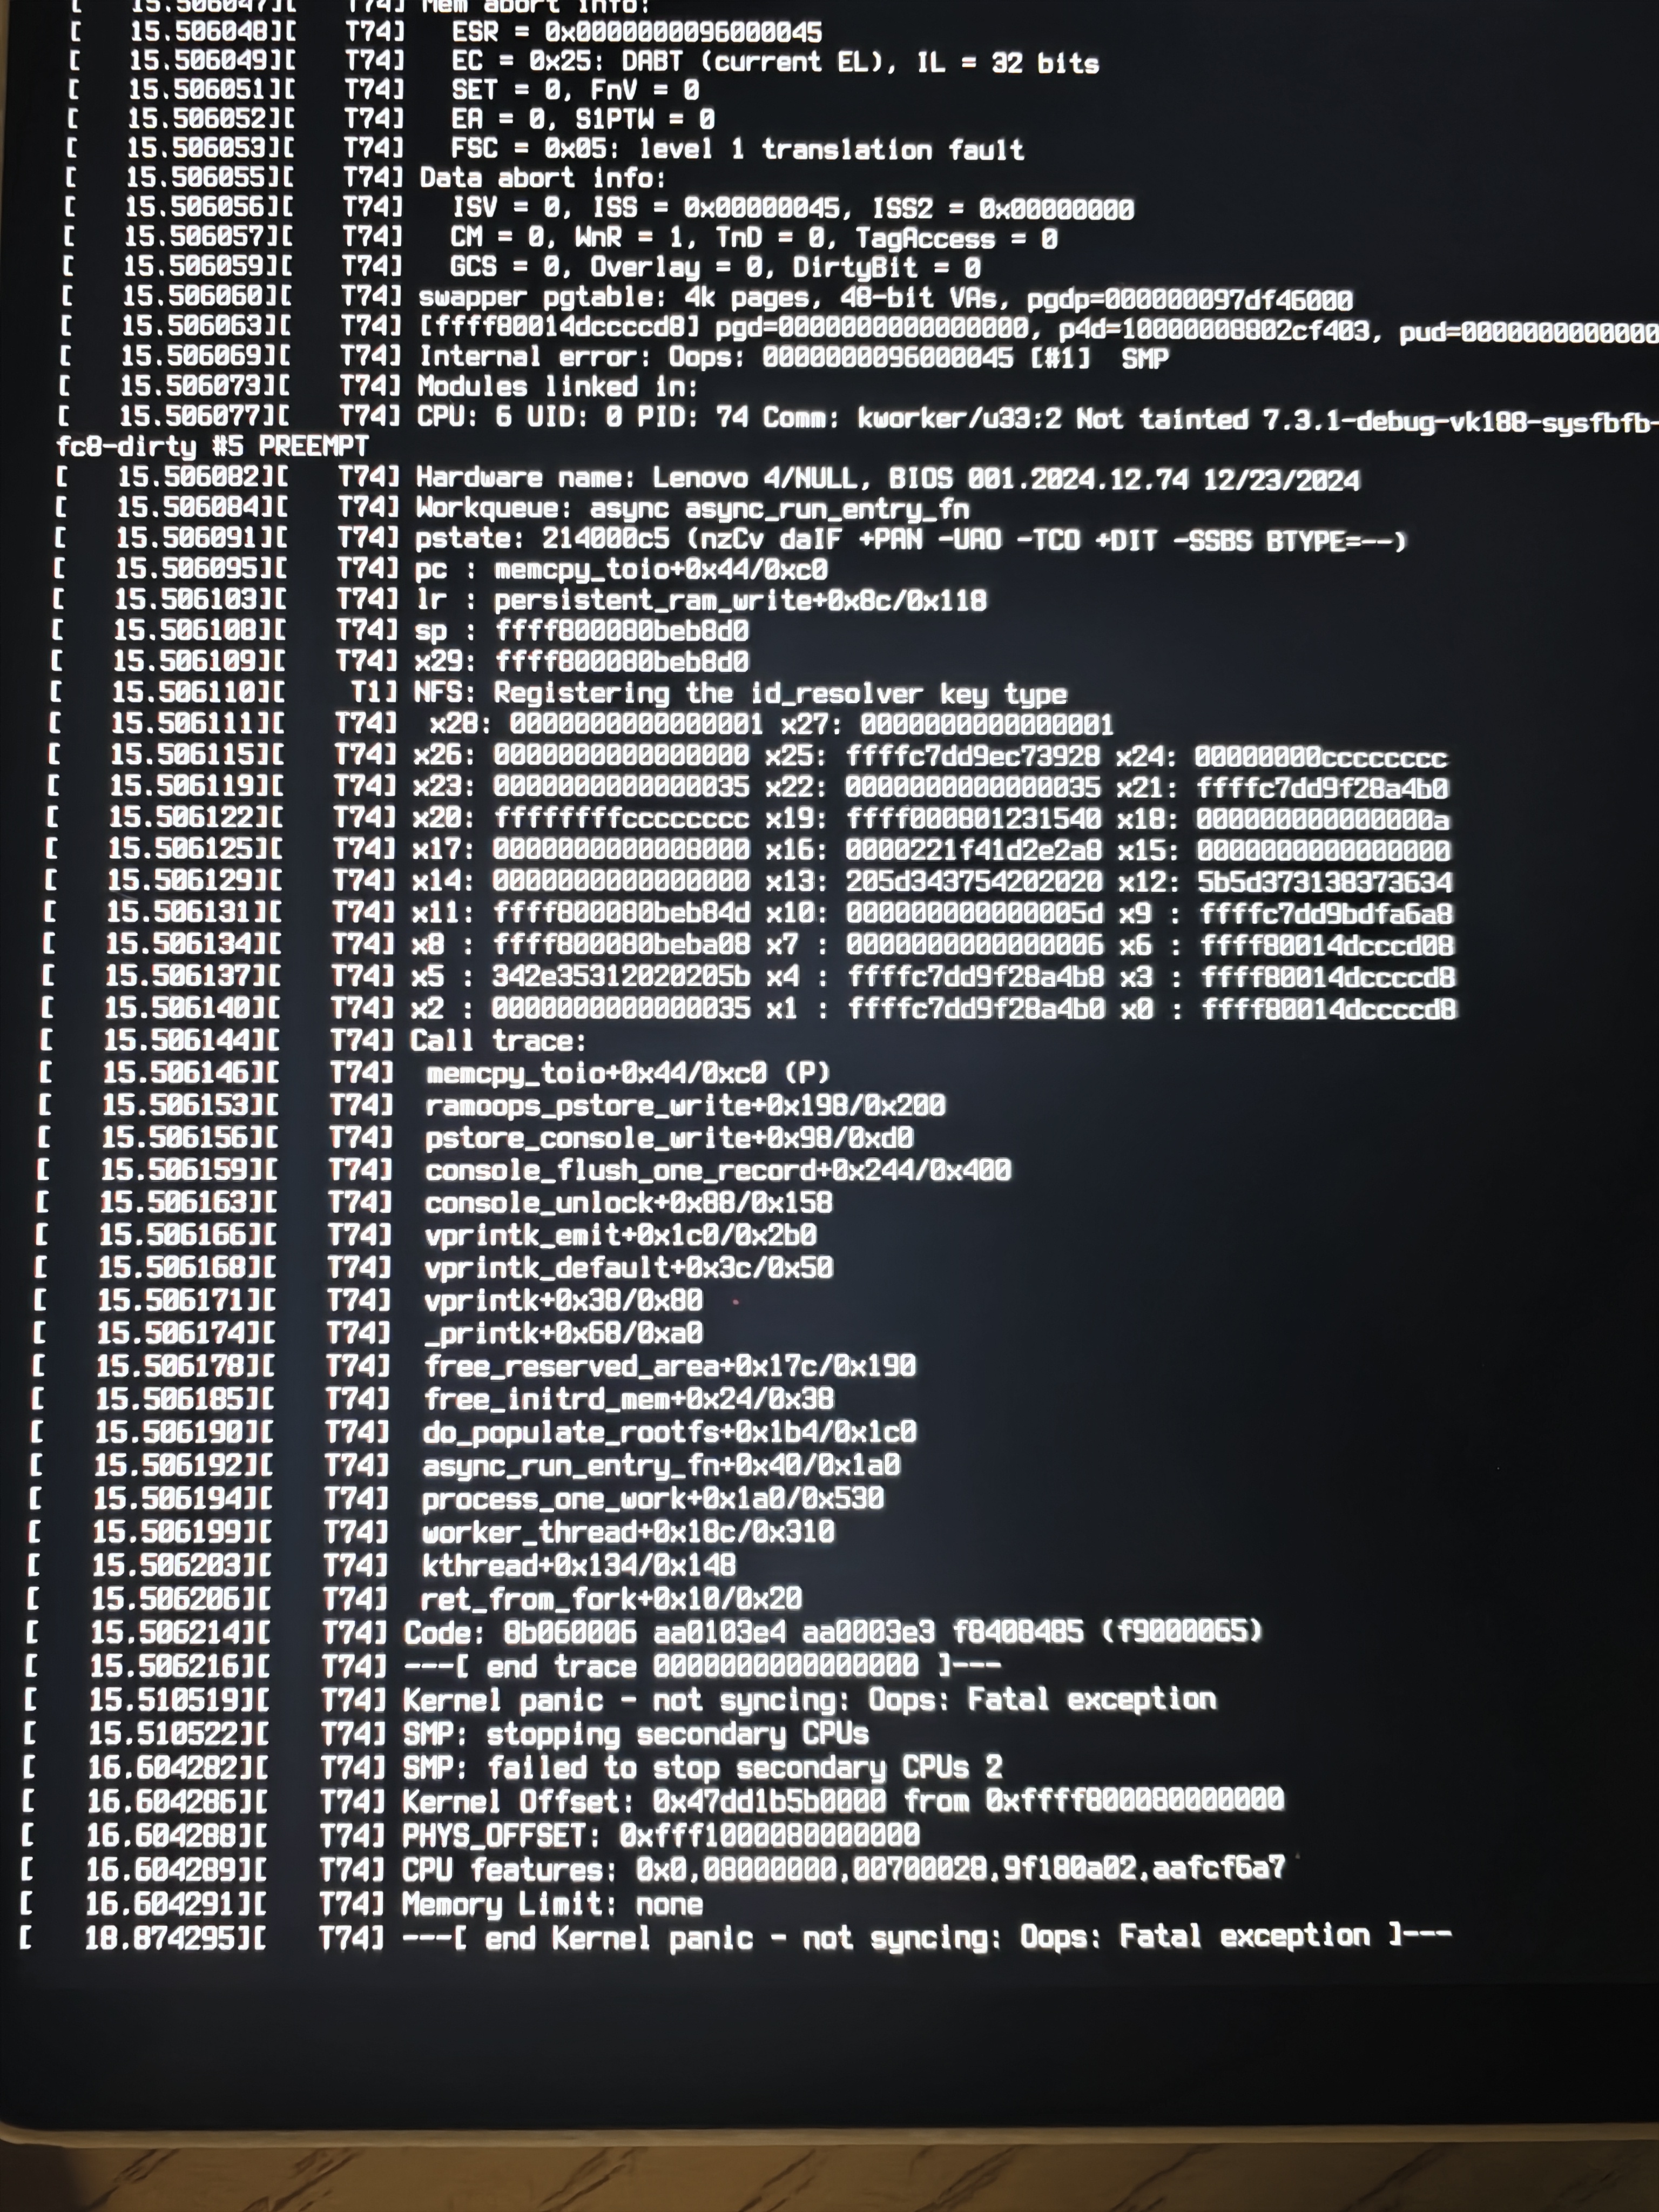 [   15.506047][   T74] Mem abort info:
[   15.506048][   T74]   ESR = 0x0000000096000045
[   15.506049][   T74]   EC = 0x25: DABT (current EL), IL = 32 bits
[   15.506051][   T74]   SET = 0, FnV = 0
[   15.506052][   T74]   EA = 0, S1PTW = 0
[   15.506053][   T74]   FSC = 0x05: level 1 translation fault
[   15.506055][   T74] Data abort info:
[   15.506056][   T74]   ISV = 0, ISS = 0x00000045, ISS2 = 0x00000000
[   15.506057][   T74]   CM = 0, WnR = 1, TnD = 0, TagAccess = 0
[   15.506059][   T74]   GCS = 0, Overlay = 0, DirtyBit = 0
[   15.506060][   T74] swapper pgtable: 4k pages, 48-bit VAs, pgdp=000000097df46000
[   15.506063][   T74] [ffff80014dccccd8] pgd=0000000000000000, p4d=10000008802cf403, pud=0000000000000
[   15.506069][   T74] Internal error: Oops: 0000000096000045 [#1]  SMP
[   15.506073][   T74] Modules linked in:
[   15.506077][   T74] CPU: 6 UID: 0 PID: 74 Comm: kworker/u33:2 Not tainted 7.3.1-debug-vk188-sysfbfb-
fc8-dirty #5 PREEMPT
[   15.506082][   T74] Hardware name: Lenovo 4/NULL, BIOS 001.2024.12.74 12/23/2024
[   15.506084][   T74] Workqueue: async async_run_entry_fn
[   15.506091][   T74] pstate: 214000c5 (nzCv daIF +PAN -UAO -TCO +DIT -SSBS BTYPE=--)
[   15.506095][   T74] pc : memcpy_toio+0x44/0xc0
[   15.506103][   T74] lr : persistent_ram_write+0x8c/0x118
[   15.506108][   T74] sp : ffff800080beb8d0
[   15.506109][   T74] x29: ffff800080beb8d0
[   15.506110][    T1] NFS: Registering the id_resolver key type
[   15.506111][   T74]  x28: 0000000000000001 x27: 0000000000000001
[   15.506115][   T74] x26: 0000000000000000 x25: ffffc7dd9ec73928 x24: 00000000cccccccc
[   15.506119][   T74] x23: 0000000000000035 x22: 0000000000000035 x21: ffffc7dd9f28a4b0
[   15.506122][   T74] x20: ffffffffcccccccc x19: ffff000801231540 x18: 000000000000000a
[   15.506125][   T74] x17: 0000000000008000 x16: 0000221f41d2e2a8 x15: 0000000000000000
[   15.506129][   T74] x14: 0000000000000000 x13: 205d343754202020 x12: 5b5d373138373634
[   15.506131][   T74] x11: ffff800080beb84d x10: 000000000000005d x9 : ffffc7dd9bdfa6a8
[   15.506134][   T74] x8 : ffff800080beba08 x7 : 0000000000000006 x6 : ffff80014dcccd08
[   15.506137][   T74] x5 : 342e35312020205b x4 : ffffc7dd9f28a4b8 x3 : ffff80014dccccd8
[   15.506140][   T74] x2 : 0000000000000035 x1 : ffffc7dd9f28a4b0 x0 : ffff80014dccccd8
[   15.506144][   T74] Call trace:
[   15.506146][   T74]  memcpy_toio+0x44/0xc0 (P)
[   15.506153][   T74]  ramoops_pstore_write+0x198/0x200
[   15.506156][   T74]  pstore_console_write+0x98/0xd0
[   15.506159][   T74]  console_flush_one_record+0x244/0x400
[   15.506163][   T74]  console_unlock+0x88/0x158
[   15.506166][   T74]  vprintk_emit+0x1c0/0x2b0
[   15.506168][   T74]  vprintk_default+0x3c/0x50
[   15.506171][   T74]  vprintk+0x38/0x80
[   15.506174][   T74]  _printk+0x68/0xa0
[   15.506178][   T74]  free_reserved_area+0x17c/0x190
[   15.506185][   T74]  free_initrd_mem+0x24/0x38
[   15.506190][   T74]  do_populate_rootfs+0x1b4/0x1c0
[   15.506192][   T74]  async_run_entry_fn+0x40/0x1a0
[   15.506194][   T74]  process_one_work+0x1a0/0x530
[   15.506199][   T74]  worker_thread+0x18c/0x310
[   15.506203][   T74]  kthread+0x134/0x148
[   15.506206][   T74]  ret_from_fork+0x10/0x20
[   15.506214][   T74] Code: 8b060006 aa0103e4 aa0003e3 f8408485 (f9000065)
[   15.506216][   T74] ---[ end trace 0000000000000000 ]---
[   15.510519][   T74] Kernel panic - not syncing: Oops: Fatal exception
[   15.510522][   T74] SMP: stopping secondary CPUs
[   16.604282][   T74] SMP: failed to stop secondary CPUs 2
[   16.604286][   T74] Kernel Offset: 0x47dd1b5b0000 from 0xffff800080000000
[   16.604288][   T74] PHYS_OFFSET: 0xfff1000080000000
[   16.604289][   T74] CPU features: 0x0,08000000,00700028,9f180a02,aafcf6a7
[   16.604291][   T74] Memory Limit: none
[   18.874295][   T74] ---[ end Kernel panic - not syncing: Oops: Fatal exception ]---